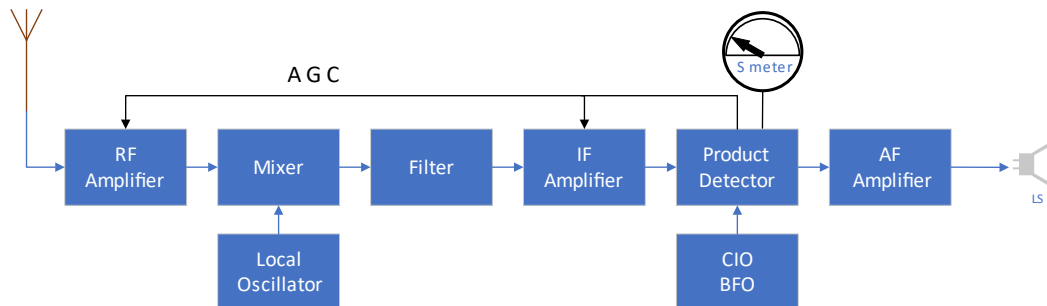 S meter
A G C
RF
Amplifier
Mixer
Filter
IF
Amplifier
Product
Detector
AF
Amplifier
LS
Local
Oscillator
CIO
BFO